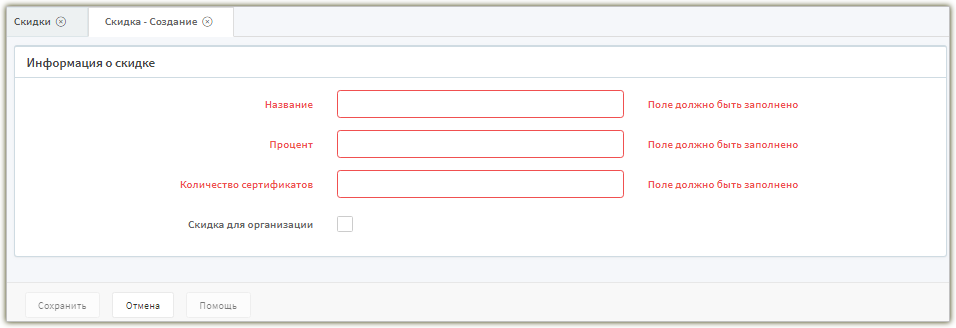 Скидки
Скидка - Создание
Информация о скидке
Название Поле должно быть заполнено
Процент Поле должно быть заполнено
Количество сертификатов Поле должно быть заполнено
Скидка для организации
Сохранить Отмена Помощь